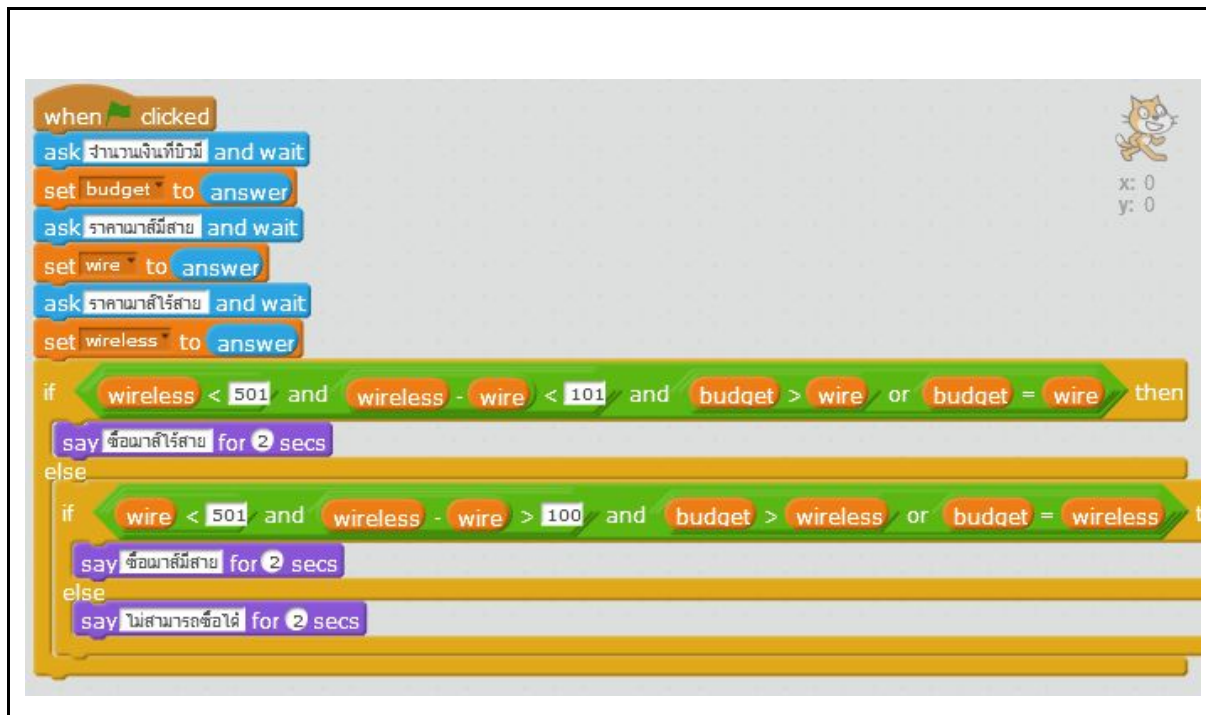 when clicked
ask จำนวนเงินที่บิวมี and wait
set budget to answer
ask ราคาเมาส์มีสาย and wait
set wire to answer
ask ราคามาส์ไร้สาย and wait
set wireless to answer
if wireless < 501 and wireless - wire < 101 and budget > wire or budget = wire then
say ซื้อเมาส์ไร้สาย for 2 secs
else
if wire < 501 and wireless - wire > 100 and budget > wireless or budget = wireless t
say ซื้อเมาส์มีสาย for 2 secs
else
say ไม่สามารถซื้อได้ for 2 secs
x: 0
y: 0